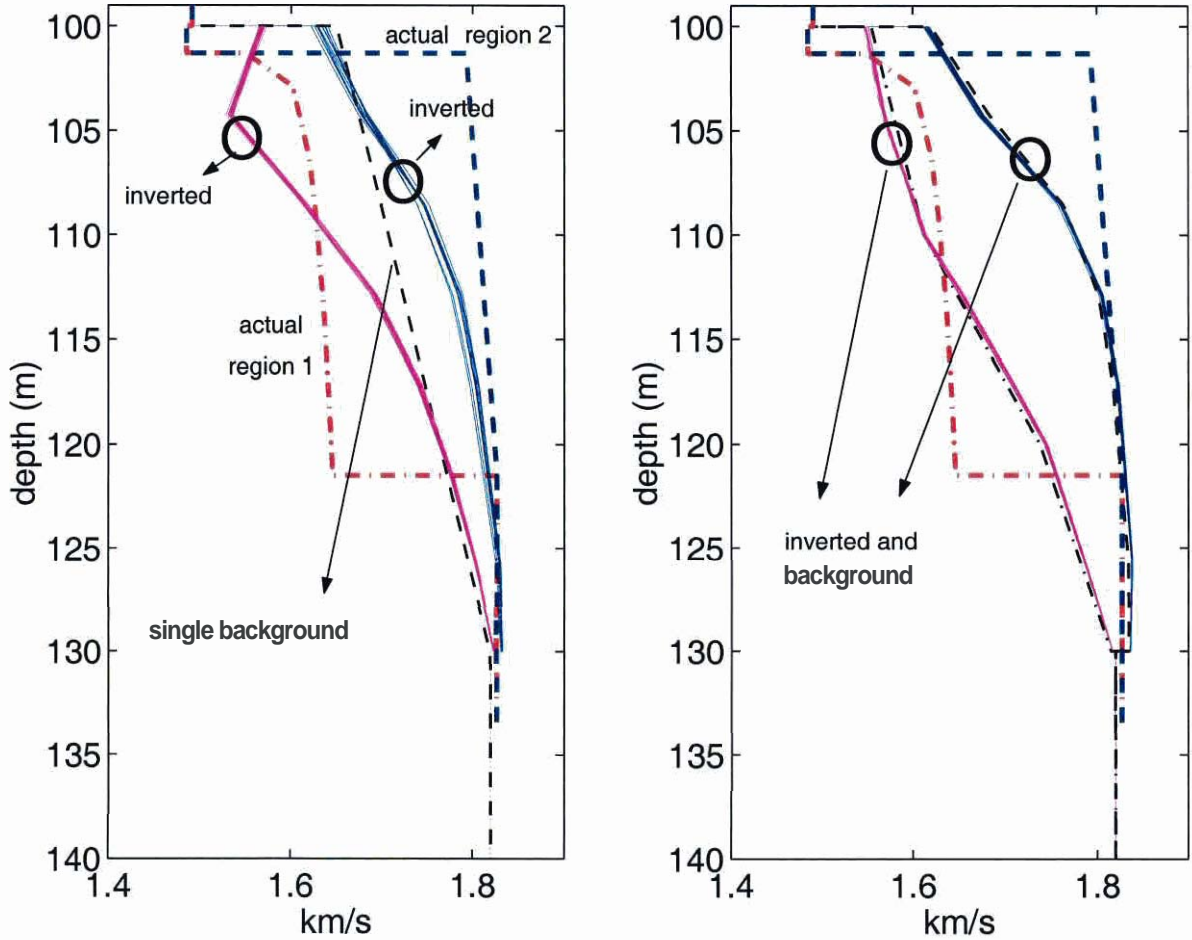 100
105
110
115
120
125
130
135
140
1.4
1.6
1.8
km/s
depth (m)
actual region 2
inverted
inverted
actual
region 1
single background
100
105
110
115
120
125
130
135
140
1.4
1.6
1.8
km/s
depth (m)
inverted and
background